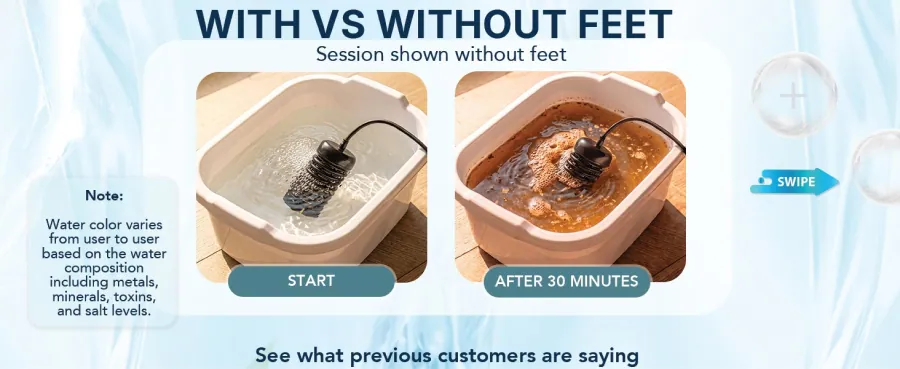 WITH VS WITHOUT FEET
Session shown without feet
Note:
Water color varies
from user to user
based on the water
composition
including metals,
minerals, toxins,
and salt levels.
START
AFTER 30 MINUTES
SWIPE
See what previous customers are saying